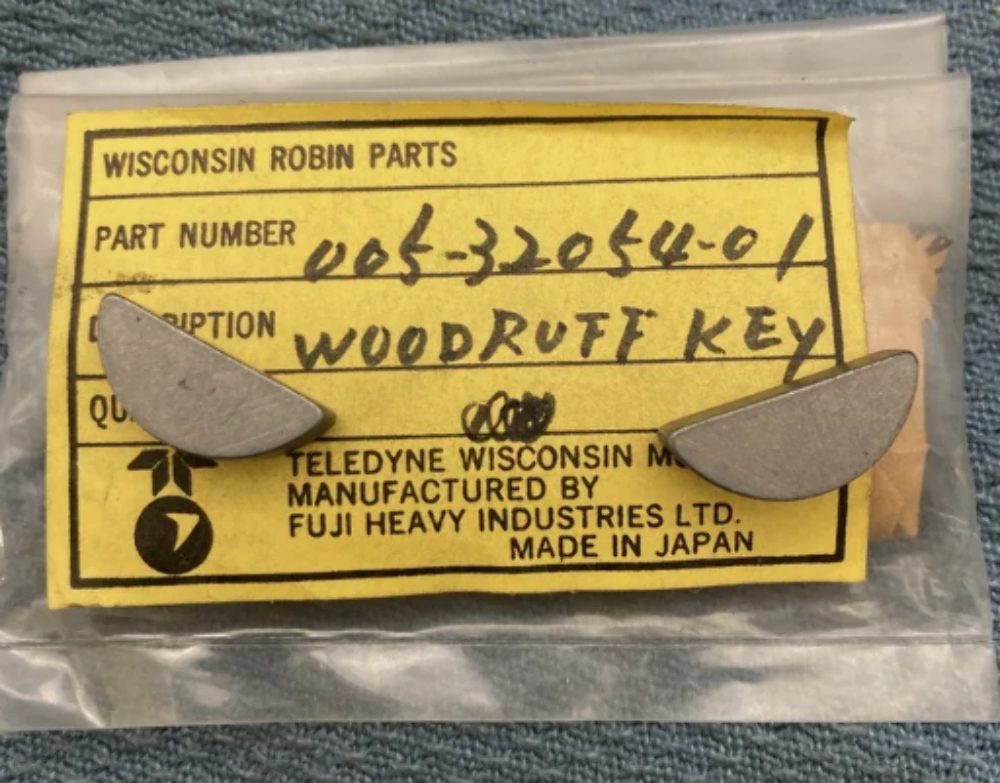 WISCONSIN ROBIN PARTS
PART NUMBER 005-32054-01
WOODRUFF KEY
TELEDYNE WISCONSIN
MANUFACTURED BY
FUJI HEAVY INDUSTRIES LTD.
MADE IN JAPAN